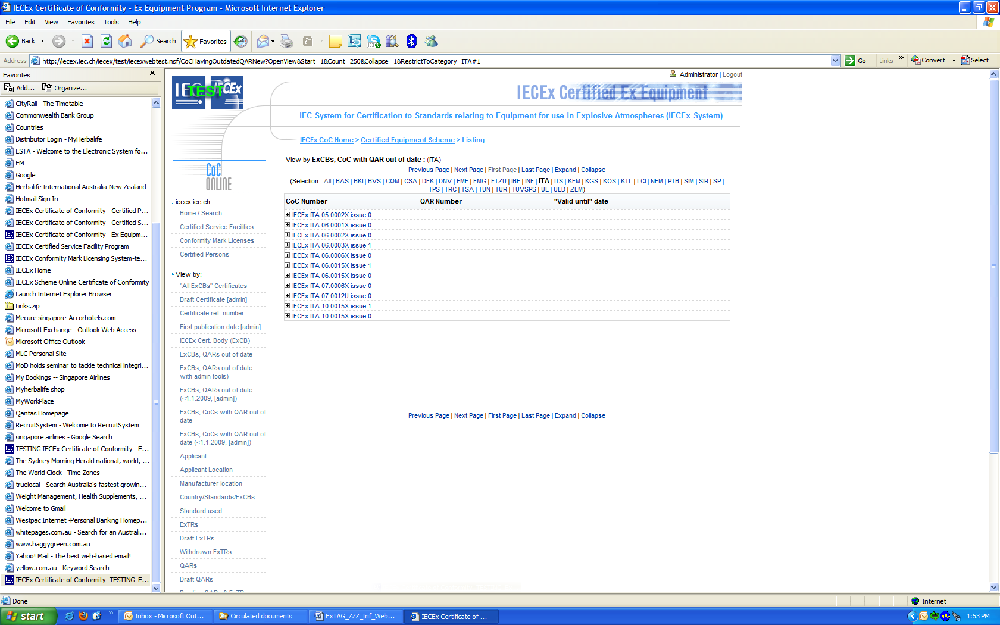 IECEx Certificate of Conformity - Ex Equipment Program - Microsoft Internet Explorer
File Edit View Favorites Tools Help
Back Search Favorites
Address http://iecex.iec.ch/iecex/test/iecexwebtest.nsf/CoCHavingOutdatedQARNew?OpenView&Start=1&Count=250&Collapse=1&RestrictToCategory=ITA#1 Go Links » Convert Select
Favorites
Add... Organize...
CityRail - The Timetable
Commonwealth Bank Group
Countries
Distributor Login - MyHerbalife
ESTA - Welcome to the Electronic System fo...
FM
Google
Herbalife International Australia-New Zealand
Hotmail Sign In
IECEx Certificate of Conformity - Certified P...
IECEx Certificate of Conformity - Certified S...
IECEx Certificate of Conformity - Ex Equipm...
IECEx Certified Service Facility Program
IECEx Conformity Mark Licensing System-te...
IECEx Home
IECEx Scheme Online Certificate of Conformity
Launch Internet Explorer Browser
Links.zip
Mecure singapore-Accorhotels.com
Microsoft Exchange - Outlook Web Access
Microsoft Office Outlook
MLC Personal Site
MoD holds seminar to tackle technical integri...
My Bookings -- Singapore Airlines
Myherbalife shop
MyWorkPlace
Qantas Homepage
RecruitSystem - Welcome to RecruitSystem
singapore airlines - Google Search
TESTING IECEx Certificate of Conformity - E...
The Sydney Morning Herald national, world, ...
The World Clock - Time Zones
truelocal - Search Australia's fastest growin...
Weight Management, Health Supplements, ...
Welcome to Gmail
Westpac Internet -Personal Banking Homep...
whitepages.com.au - Search for an Australi...
www.baggygreen.com.au
Yahoo! Mail - The best web-based email!
yellow.com.au - Keyword Search
IECEx Certificate of Conformity -TESTING E...
TEST IECEx
CoC
ONLINE
iecex.iec.ch:
Home / Search
Certified Service Facilities
Conformity Mark Licenses
Certified Persons
View by:
"All ExCBs" Certificates
Draft Certificate [admin]
Certificate ref. number
First publication date [admin]
IECEx Cert. Body (ExCB)
ExCBs, QARs out of date
ExCBs, QARs out of date
with admin tools)
ExCBs, QARs out of date
(<1.1.2009, [admin])
ExCBs, CoCs with QAR out of
date
ExCBs, CoCs with QAR out of
date (<1.1.2009, [admin])
Applicant
Applicant Location
Manufacturer location
Country/Standards/ExCBs
Standard used
ExTRs
Draft ExTRs
Withdrawn ExTRs
QARs
Draft QARs
Administrator | Logout
IECEx Certified Ex Equipment
IEC System for Certification to Standards relating to Equipment for use in Explosive Atmospheres (IECEx System)
IECEx CoC Home > Certified Equipment Scheme > Listing
View by ExCBs, CoC with QAR out of date : (ITA)
Previous Page | Next Page | First Page | Last Page | Expand | Collapse
(Selection : All | BAS | BKI | BVS | CQM | CSA | DEK | DNV | FME | FMG | FTZU | IBE | INE | ITA | ITS | KEM | KGS | KOS | KTL | LCI | NEM | PTB | SIM | SIR | SP |
TPS | TRC | TSA | TUN | TUR | TUVSPS | UL | ULD | ZLM)
CoC Number QAR Number "Valid until" date
IECEx ITA 05.0002X issue 0
IECEx ITA 06.0001X issue 0
IECEx ITA 06.0002X issue 0
IECEx ITA 06.0003X issue 1
IECEx ITA 06.0006X issue 0
IECEx ITA 06.0015X issue 1
IECEx ITA 06.0015X issue 0
IECEx ITA 07.0006X issue 0
IECEx ITA 07.0012U issue 0
IECEx ITA 10.0015X issue 1
IECEx ITA 10.0015X issue 0
Previous Page | Next Page | First Page | Last Page | Expand | Collapse
Done Internet
start » Inbox - Microsoft Out... Circulated documents ExTAG_ZZZ_Inf_Web... IECEx Certificate of ... 1:53 PM